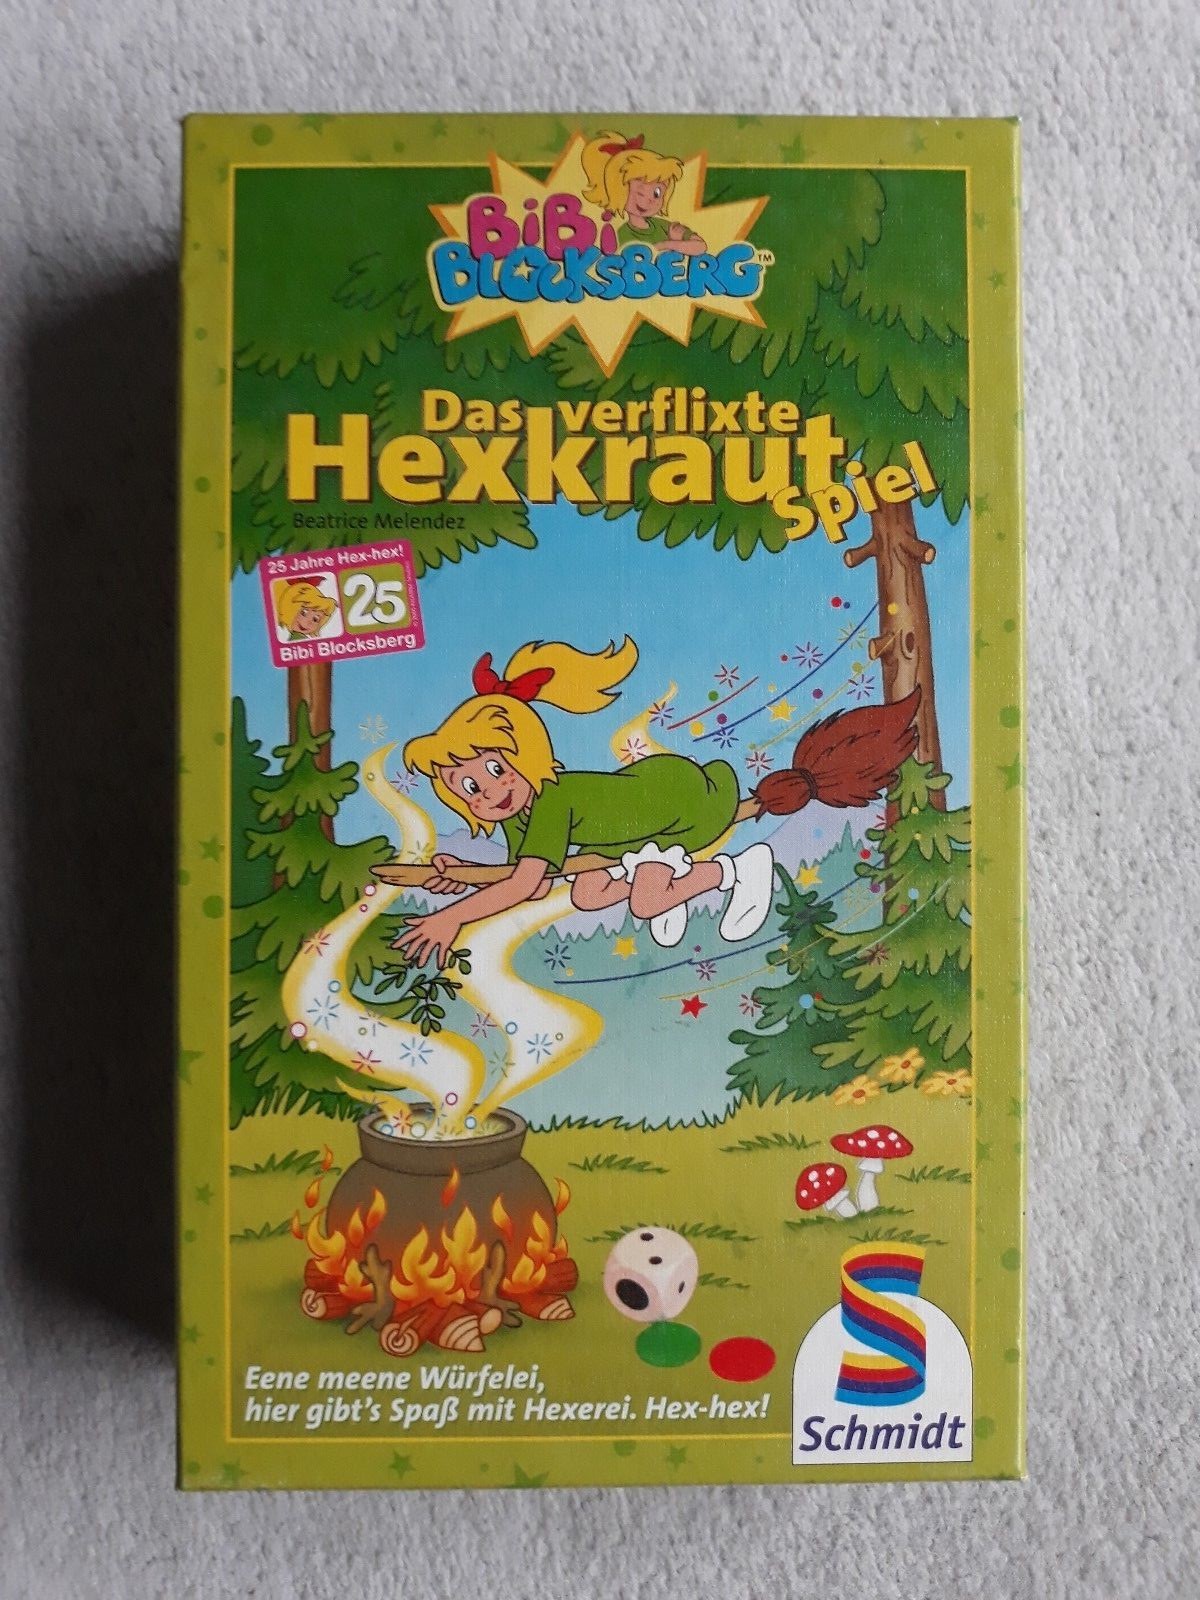 BiBi
BLOCKSBERG™
Das verflixte
Hexkraut
Spiel
Beatrice Melendez
25 Jahre Hex-hex!
25
Bibi Blocksberg
Eene meene Würfelei,
hier gibt's Spaß mit Hexerei. Hex-hex!
Schmidt